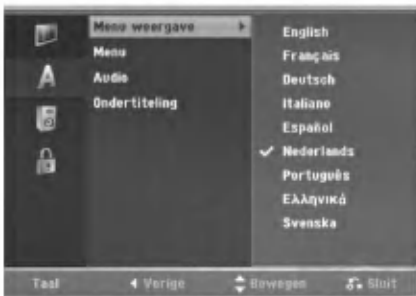 Menu weergave
Menu
Audio
Ondertiteling
English
Français
Deutsch
Italiano
Español
Nederlands
Português
Ελληνικά
Svenska
Taal
Vorige
Bewegen
Sluit